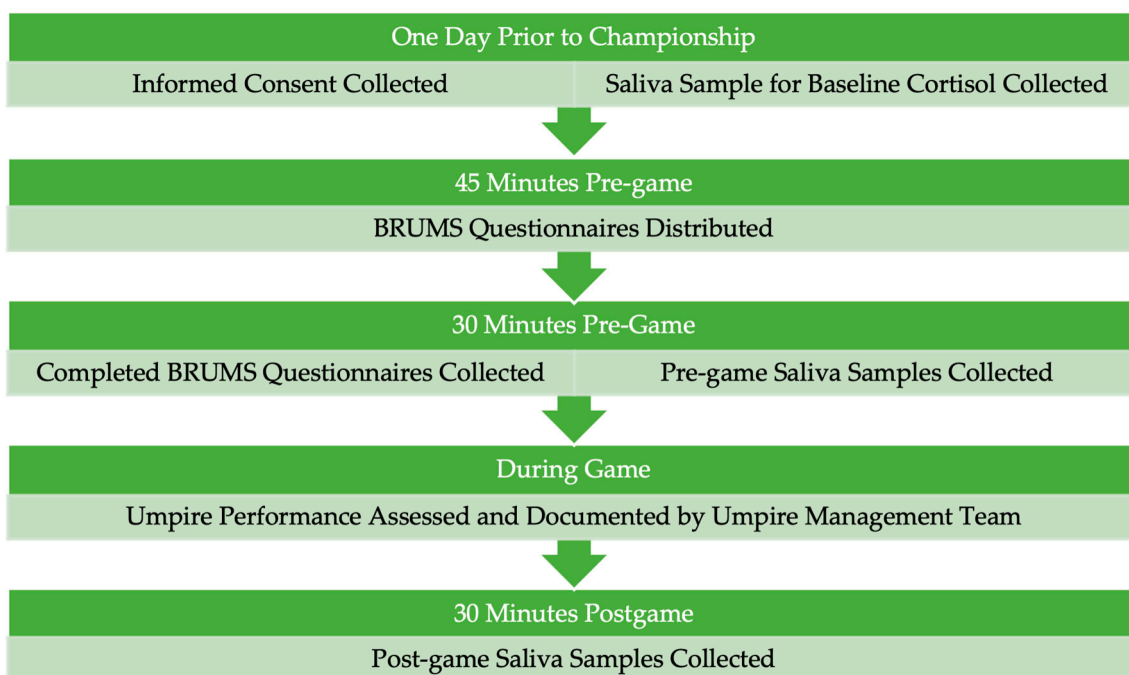 One Day Prior to Championship
Informed Consent Collected
Saliva Sample for Baseline Cortisol Collected
45 Minutes Pre-game
BRUMS Questionnaires Distributed
30 Minutes Pre-Game
Completed BRUMS Questionnaires Collected
Pre-game Saliva Samples Collected
During Game
Umpire Performance Assessed and Documented by Umpire Management Team
30 Minutes Postgame
Post-game Saliva Samples Collected